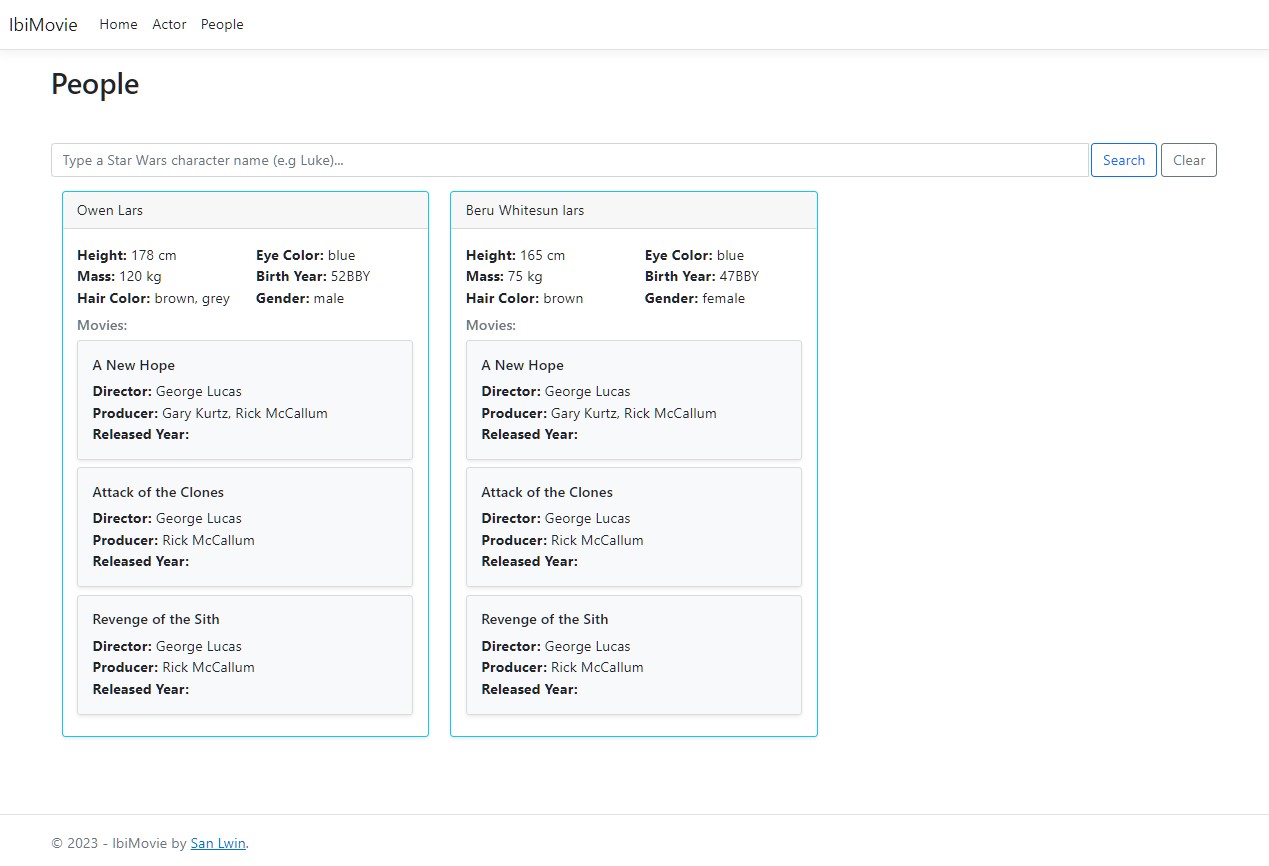 IbiMovie Home Actor People
People
Type a Star Wars character name (e.g Luke)... Search Clear
Owen Lars
Height: 178 cm Eye Color: blue
Mass: 120 kg Birth Year: 52BBY
Hair Color: brown, grey Gender: male
Movies:
A New Hope
Director: George Lucas
Producer: Gary Kurtz, Rick McCallum
Released Year:
Attack of the Clones
Director: George Lucas
Producer: Rick McCallum
Released Year:
Revenge of the Sith
Director: George Lucas
Producer: Rick McCallum
Released Year:
Beru Whitesun lars
Height: 165 cm Eye Color: blue
Mass: 75 kg Birth Year: 47BBY
Hair Color: brown Gender: female
Movies:
A New Hope
Director: George Lucas
Producer: Gary Kurtz, Rick McCallum
Released Year:
Attack of the Clones
Director: George Lucas
Producer: Rick McCallum
Released Year:
Revenge of the Sith
Director: George Lucas
Producer: Rick McCallum
Released Year:
© 2023 - IbiMovie by San Lwin.